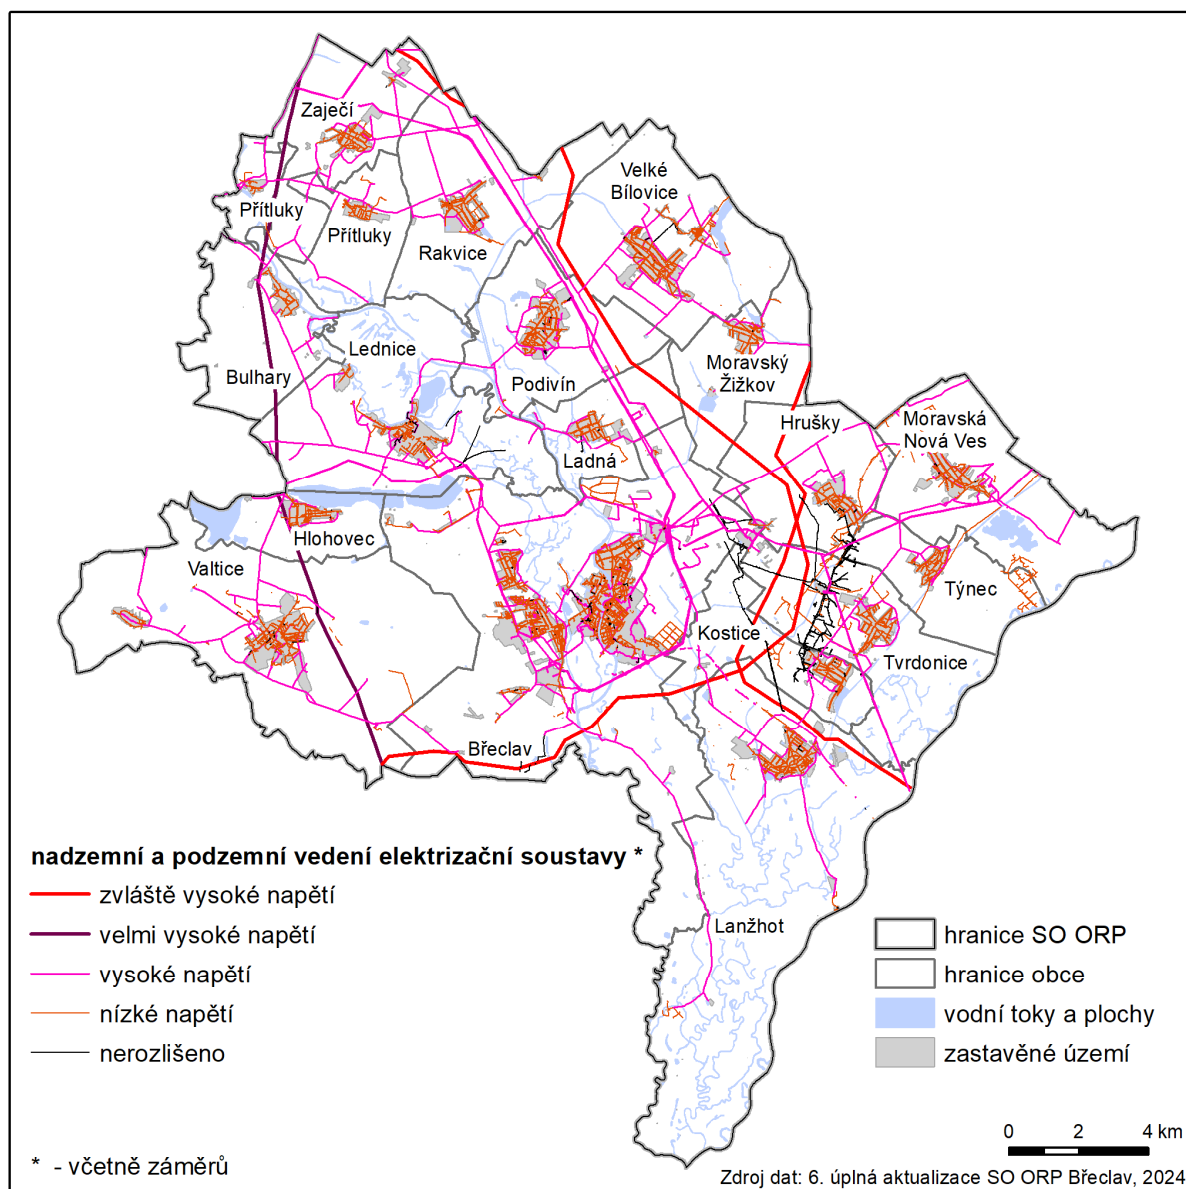 Zaječí
Velké
Bílovice
Přítluky
Přítluky
Rakvice
Lednice
Bulhary
Podivín
Moravský
Žižkov
Hrušky
Moravská
Nová Ves
Ladná
Hlohovec
Valtice
Týnec
Kostice
Tvrdonice
Břeclav
Lanžhot
nadzemní a podzemní vedení elektrizační soustavy *
zvláště vysoké napětí
velmi vysoké napětí
vysoké napětí
nízké napětí
nerozlišeno
* - včetně záměrů
hranice SO ORP
hranice obce
vodní toky a plochy
zastavěné území
0 2 4 km
Zdroj dat: 6. úplná aktualizace SO ORP Břeclav, 2024